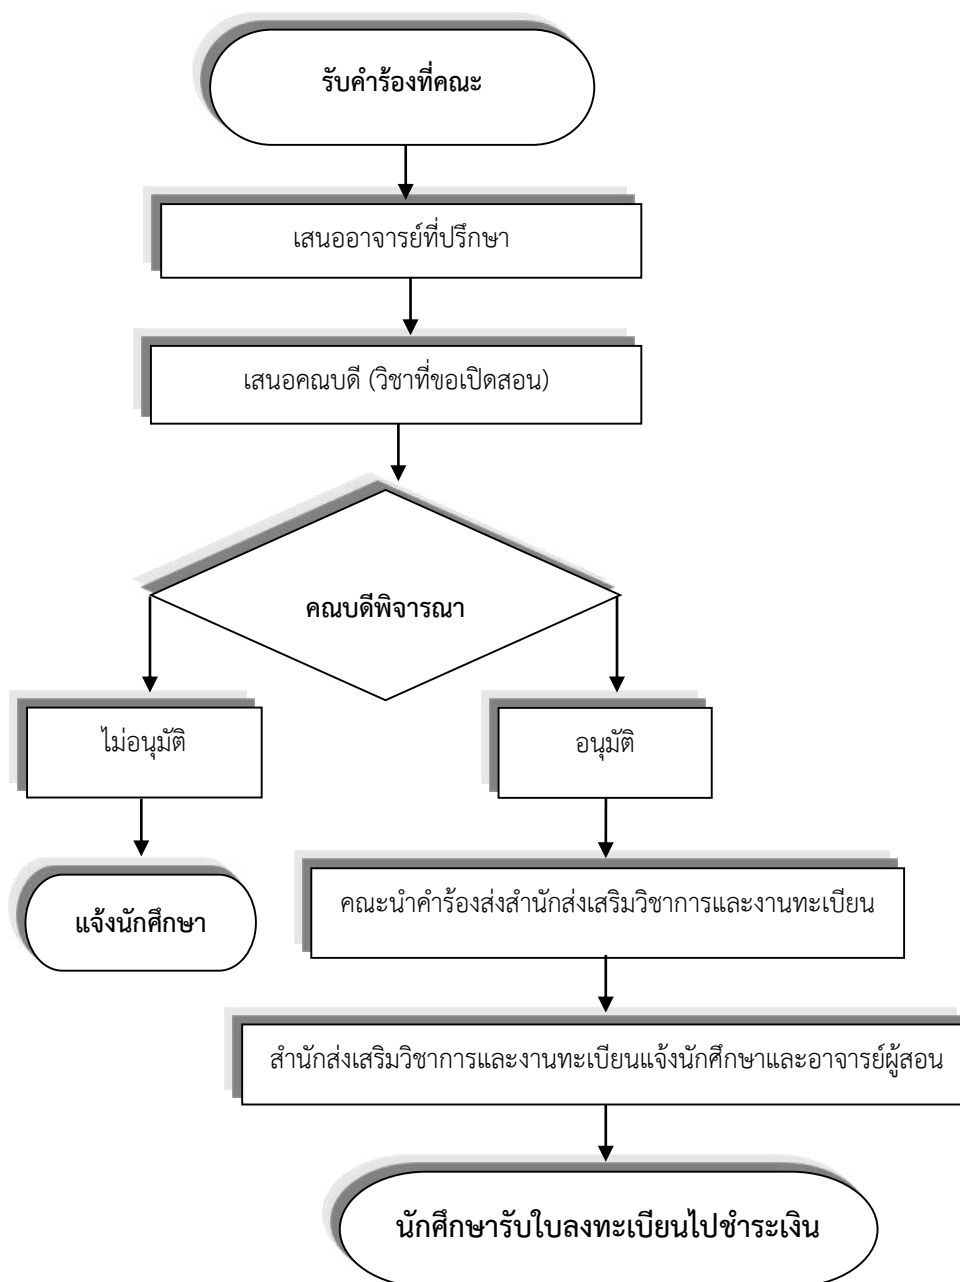 รับคำร้องที่คณะ
เสนออาจารย์ที่ปรึกษา
เสนอคณบดี (วิชาที่ขอเปิดสอน)
คณบดีพิจารณา
ไม่อนุมัติ
อนุมัติ
แจ้งนักศึกษา
คณะนำคำร้องส่งสำนักส่งเสริมวิชาการและงานทะเบียน
สำนักส่งเสริมวิชาการและงานทะเบียนแจ้งนักศึกษาและอาจารย์ผู้สอน
นักศึกษารับใบลงทะเบียนไปชำระเงิน